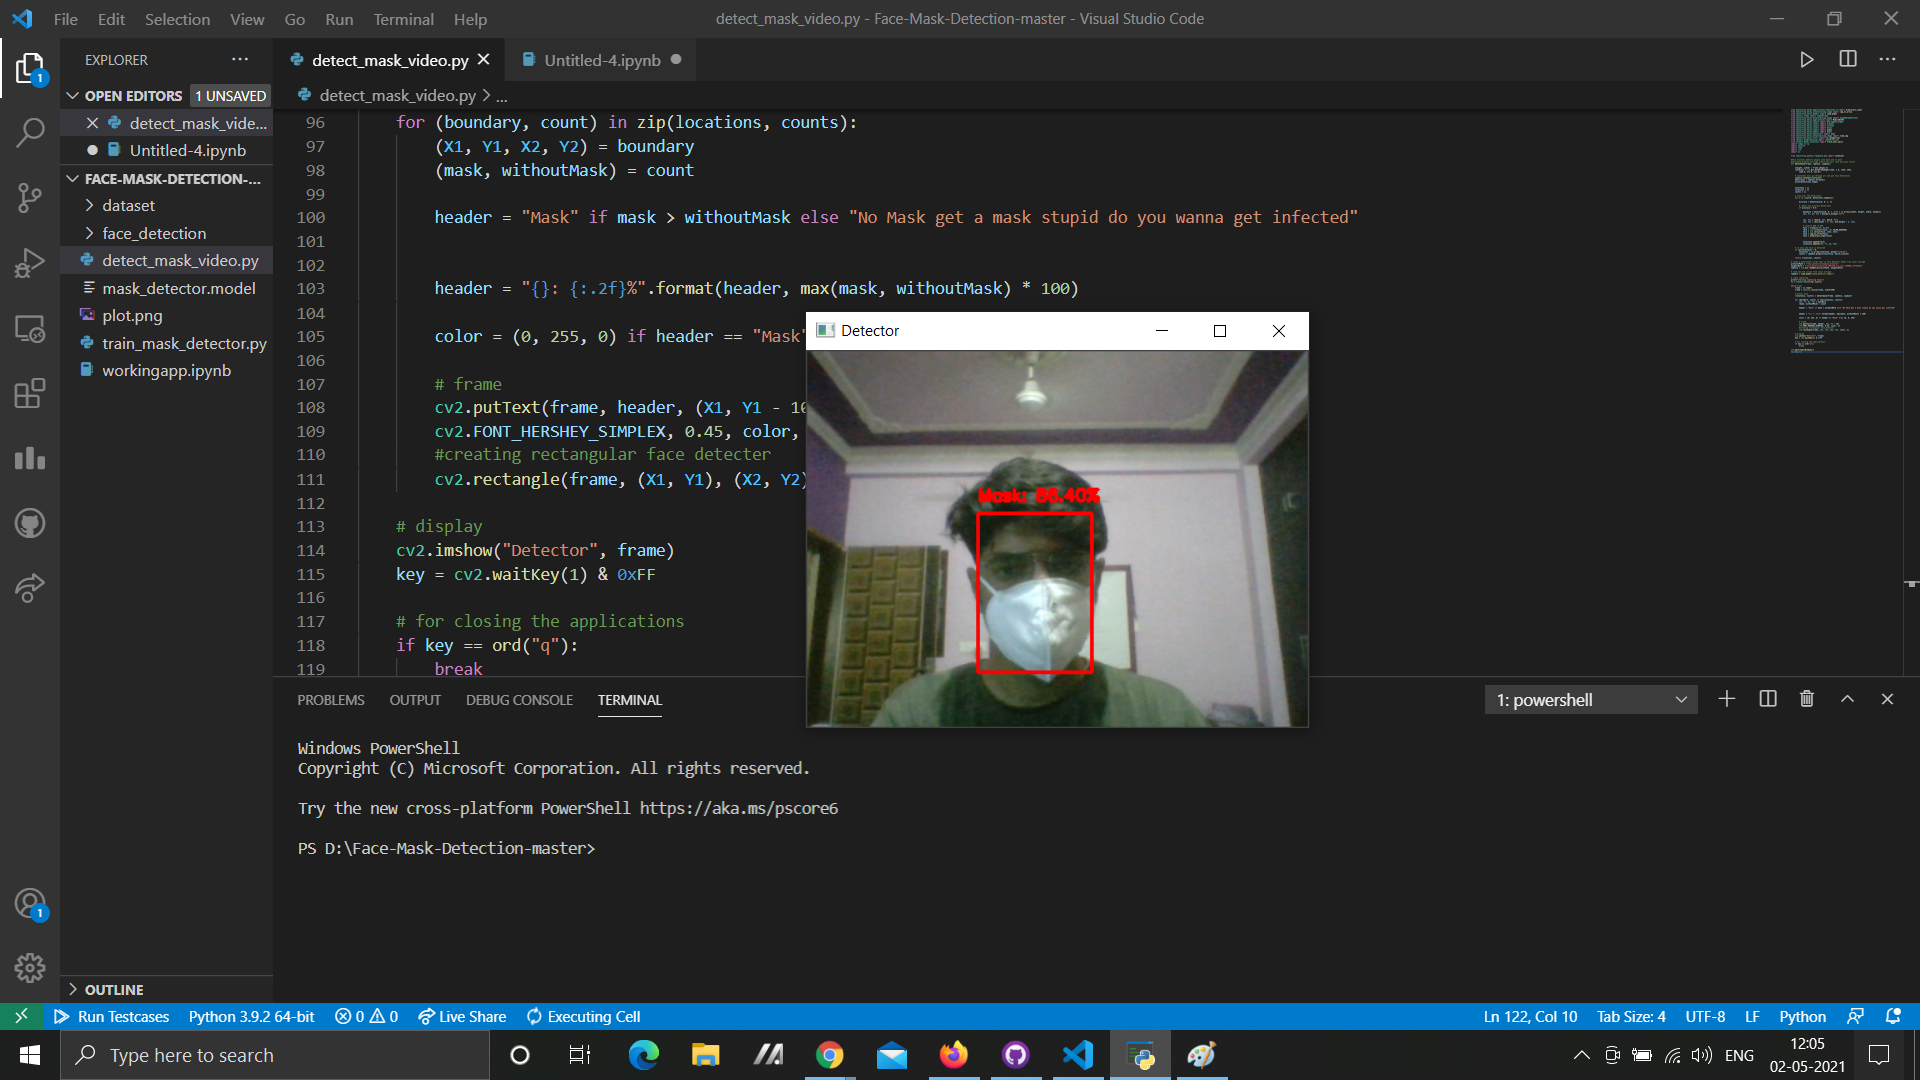 File Edit Selection View Go Run Terminal Help
detect_mask_video.py - Face-Mask-Detection-master - Visual Studio Code
EXPLORER
OPEN EDITORS 1 UNSAVED
detect_mask_vide...
Untitled-4.ipynb
FACE-MASK-DETECTION-...
dataset
face_detection
detect_mask_video.py
mask_detector.model
plot.png
train_mask_detector.py
workingapp.ipynb
OUTLINE
1
1
detect_mask_video.py
Untitled-4.ipynb
detect_mask_video.py > ...
96 for (boundary, count) in zip(locations, counts):
97 (X1, Y1, X2, Y2) = boundary
98 (mask, withoutMask) = count
99
100 header = "Mask" if mask > withoutMask else "No Mask get a mask stupid do you wanna get infected"
101
102
103 header = "{}: {:.2f}%".format(header, max(mask, withoutMask) * 100)
104
105 color = (0, 255, 0) if header == "Mask"
106
107 # frame
108 cv2.putText(frame, header, (X1, Y1 - 10
109 cv2.FONT_HERSHEY_SIMPLEX, 0.45, color,
110 #creating rectangular face detecter
111 cv2.rectangle(frame, (X1, Y1), (X2, Y2)
112
113 # display
114 cv2.imshow("Detector", frame)
115 key = cv2.waitKey(1) & 0xFF
116
117 # for closing the applications
118 if key == ord("q"):
119 break
Detector
Mask:
PROBLEMS OUTPUT DEBUG CONSOLE TERMINAL
1: powershell
Windows PowerShell
Copyright (C) Microsoft Corporation. All rights reserved.
Try the new cross-platform PowerShell https://aka.ms/pscore6
PS D:\Face-Mask-Detection-master>
Run Testcases Python 3.9.2 64-bit 0 0 Live Share Executing Cell
Ln 122, Col 10 Tab Size: 4 UTF-8 LF Python
Type here to search
ENG
12:05
02-05-2021